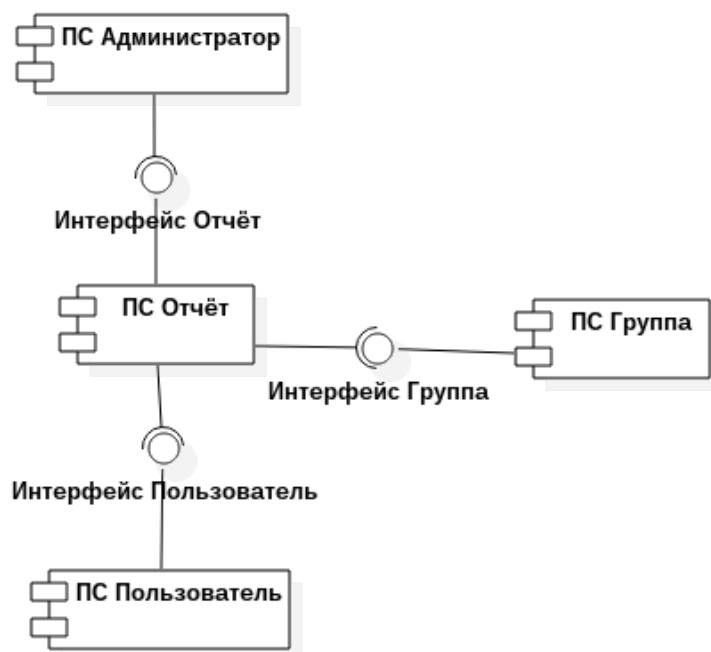 ПС Администратор
Интерфейс Отчёт
ПС Отчёт
ПС Группа
Интерфейс Группа
Интерфейс Пользователь
ПС Пользователь